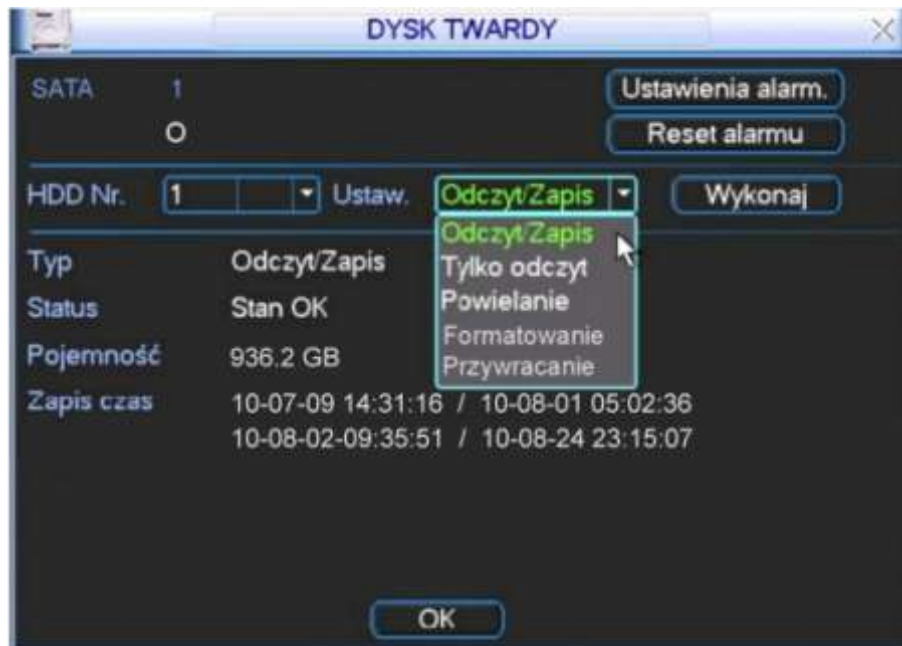 DYSK TWARDY
SATA 1
Ustawienia alarm.
O
Reset alarmu
HDD Nr. 1 Ustaw. Odczyt/Zapis Wykonaj
Odczyt/Zapis
Typ Odczyt/Zapis
Tylko odczyt
Status Stan OK
Powielanie
Formatowanie
Pojemność 936.2 GB
Przywracanie
Zapis czas 10-07-09 14:31:16 / 10-08-01 05:02:36
10-08-02-09:35:51 / 10-08-24 23:15:07
OK